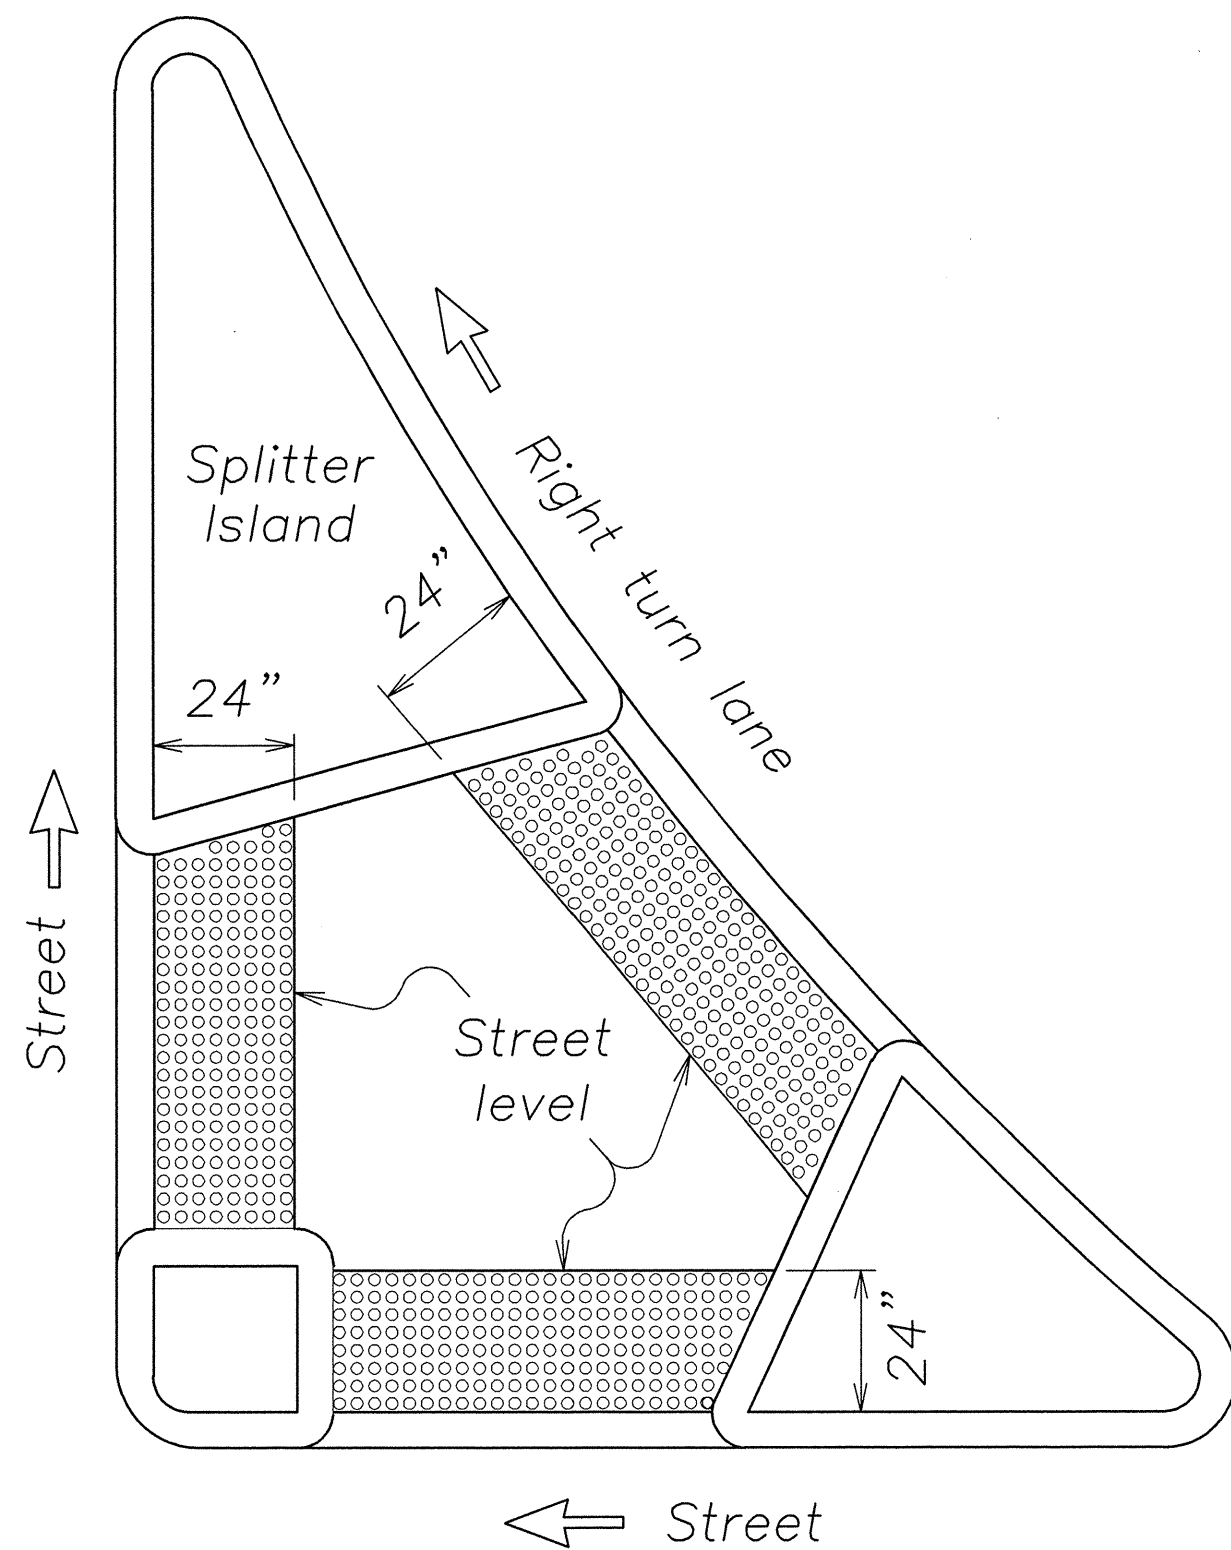 Splitter
Island
24”
24”
Right turn lane
Street
Street
level
24”
Street